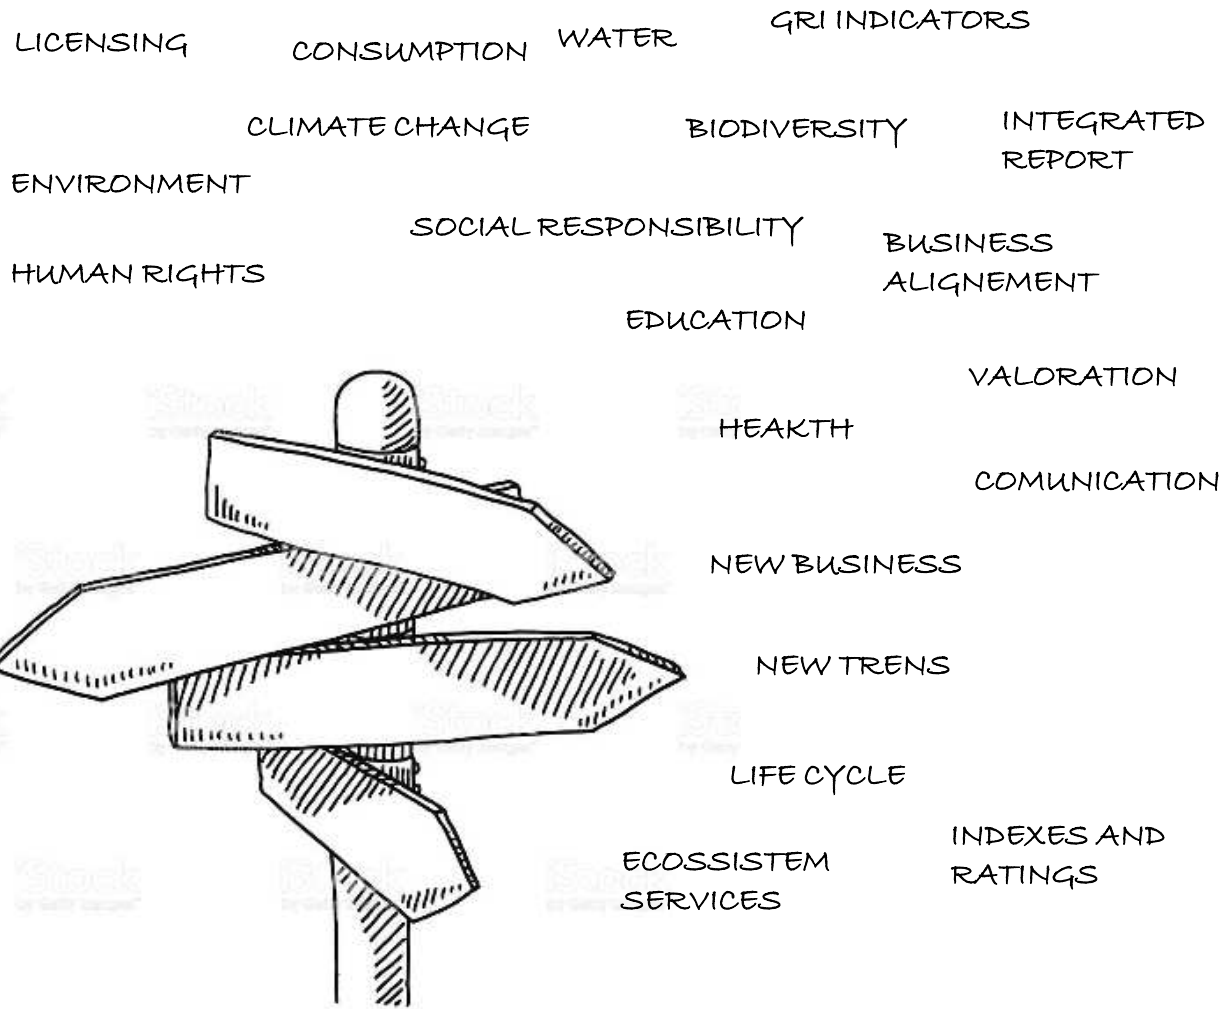 LICENSING
CONSUMPTION
WATER
GRI INDICATORS
CLIMATE CHANGE
BIODIVERSITY
INTEGRATED
REPORT
ENVIRONMENT
SOCIAL RESPONSIBILITY
BUSINESS
ALIGNEMENT
HUMAN RIGHTS
EDUCATION
VALORATION
HEAKTH
COMUNICATION
NEW BUSINESS
NEW TRENS
LIFE CYCLE
INDEXES AND
RATINGS
ECOSSISTEM
SERVICES